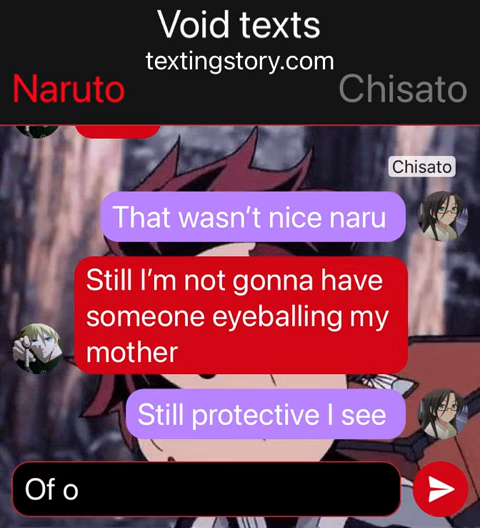 Void texts
textingstory.com
Naruto
Chisato
Chisato
That wasn’t nice naru
Still I’m not gonna have
someone eyeballing my
mother
Still protective I see
Of o